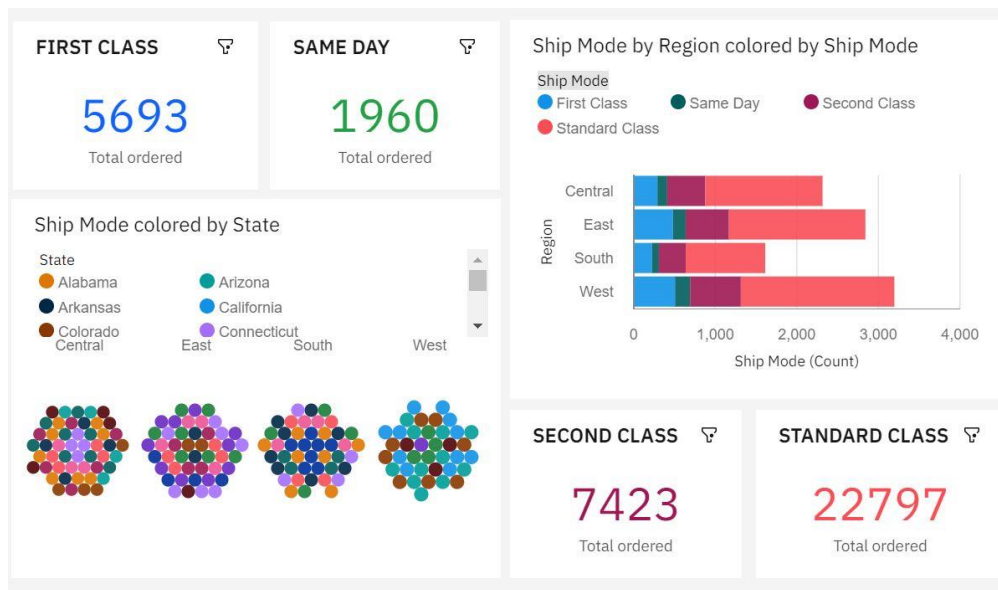 FIRST CLASS
5693
Total ordered
SAME DAY
1960
Total ordered
Ship Mode by Region colored by Ship Mode
Ship Mode
First Class
Same Day
Second Class
Standard Class
Region
Central
East
South
West
0 1,000 2,000 3,000 4,000
Ship Mode (Count)
Ship Mode colored by State
State
Alabama
Arizona
Arkansas
California
Colorado
Connecticut
Central East South West
SECOND CLASS
7423
Total ordered
STANDARD CLASS
22797
Total ordered